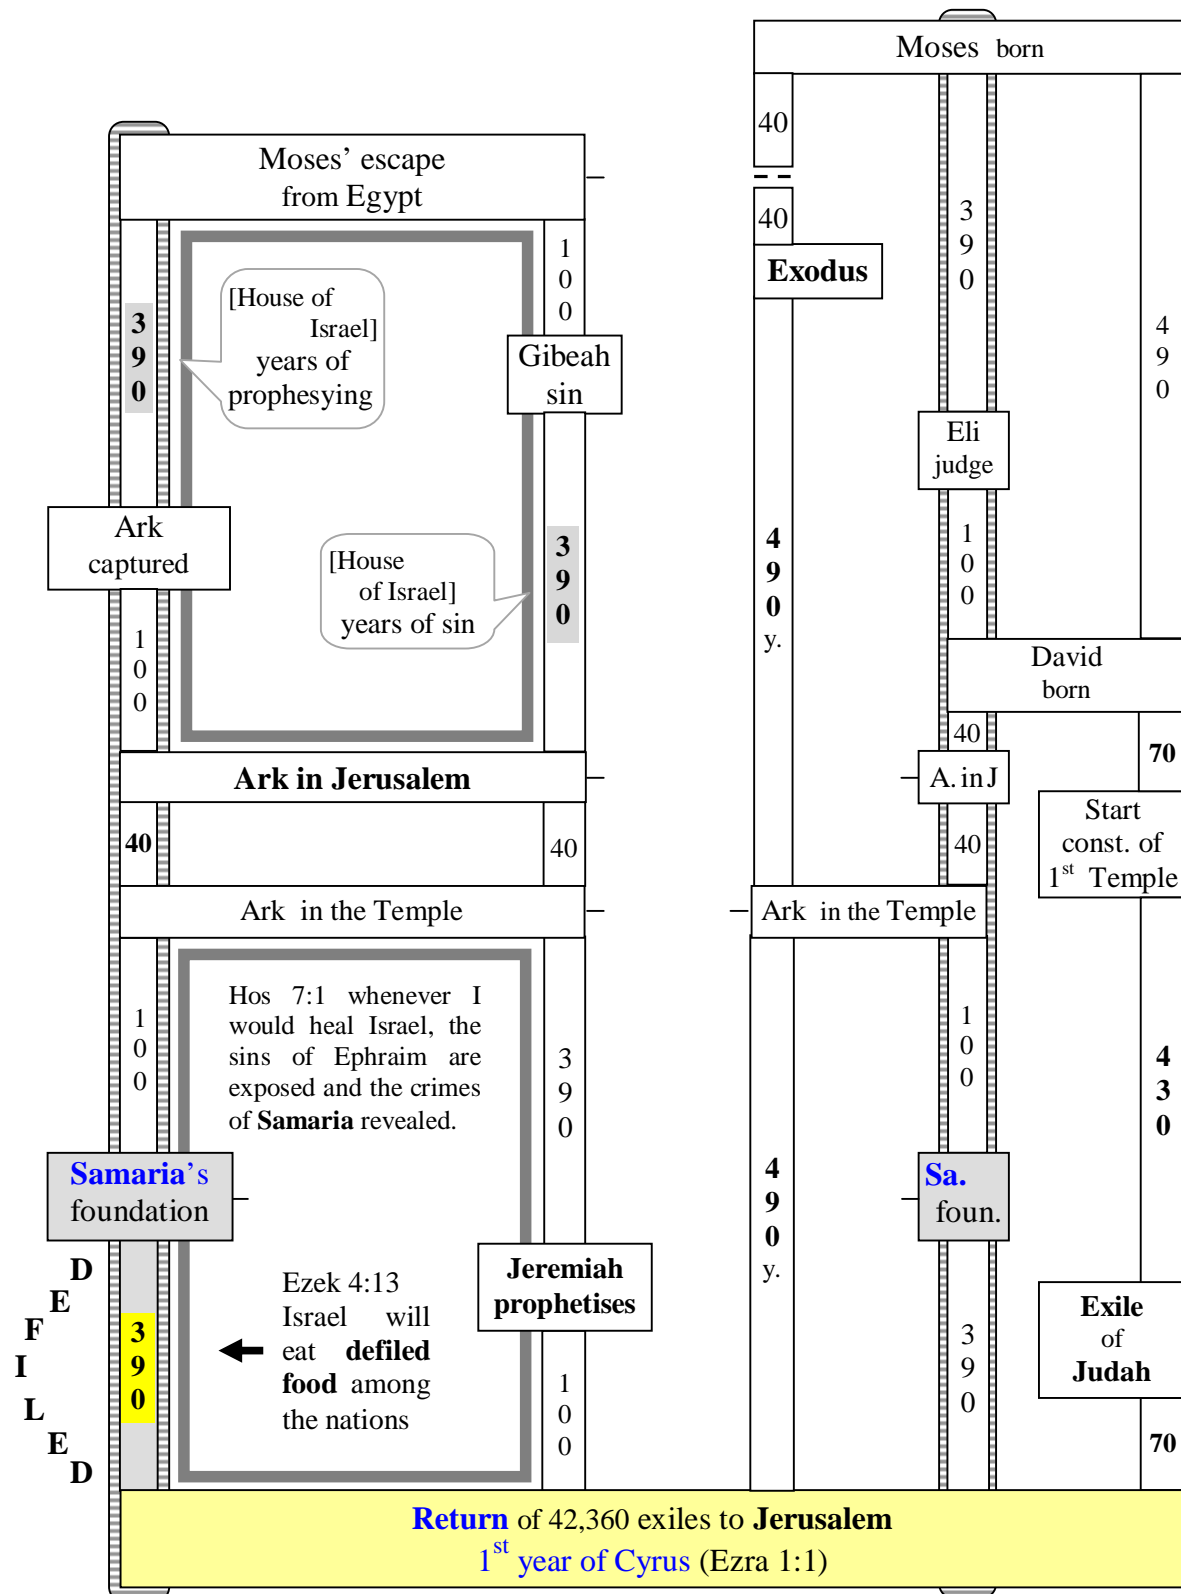 Moses born
40
Moses’ escape
from Egypt
40
3
9
0
Exodus
1
0
0
[House of
Israel]
years of
prophesying
3
9
0
Gibeah
sin
4
9
0
Eli
judge
Ark
captured
3
9
0
[House
of Israel]
years of sin
4
9
0
y.
1
0
0
1
0
0
David
born
40
70
Ark in Jerusalem
A. in J
Start
const. of
1st Temple
40
40
40
Ark in the Temple
Ark in the Temple
1
0
0
Hos 7:1 whenever I
would heal Israel, the
sins of Ephraim are
exposed and the crimes
of Samaria revealed.
3
9
0
1
0
0
4
3
0
Samaria’s
foundation
4
9
0
y.
Sa.
foun.
D
E
F
I
L
E
D
3
9
0
Ezek 4:13
Israel will
eat defiled
food among
the nations
Jeremiah
prophetises
1
0
0
3
9
0
Exile
of
Judah
70
Return of 42,360 exiles to Jerusalem
1st year of Cyrus (Ezra 1:1)